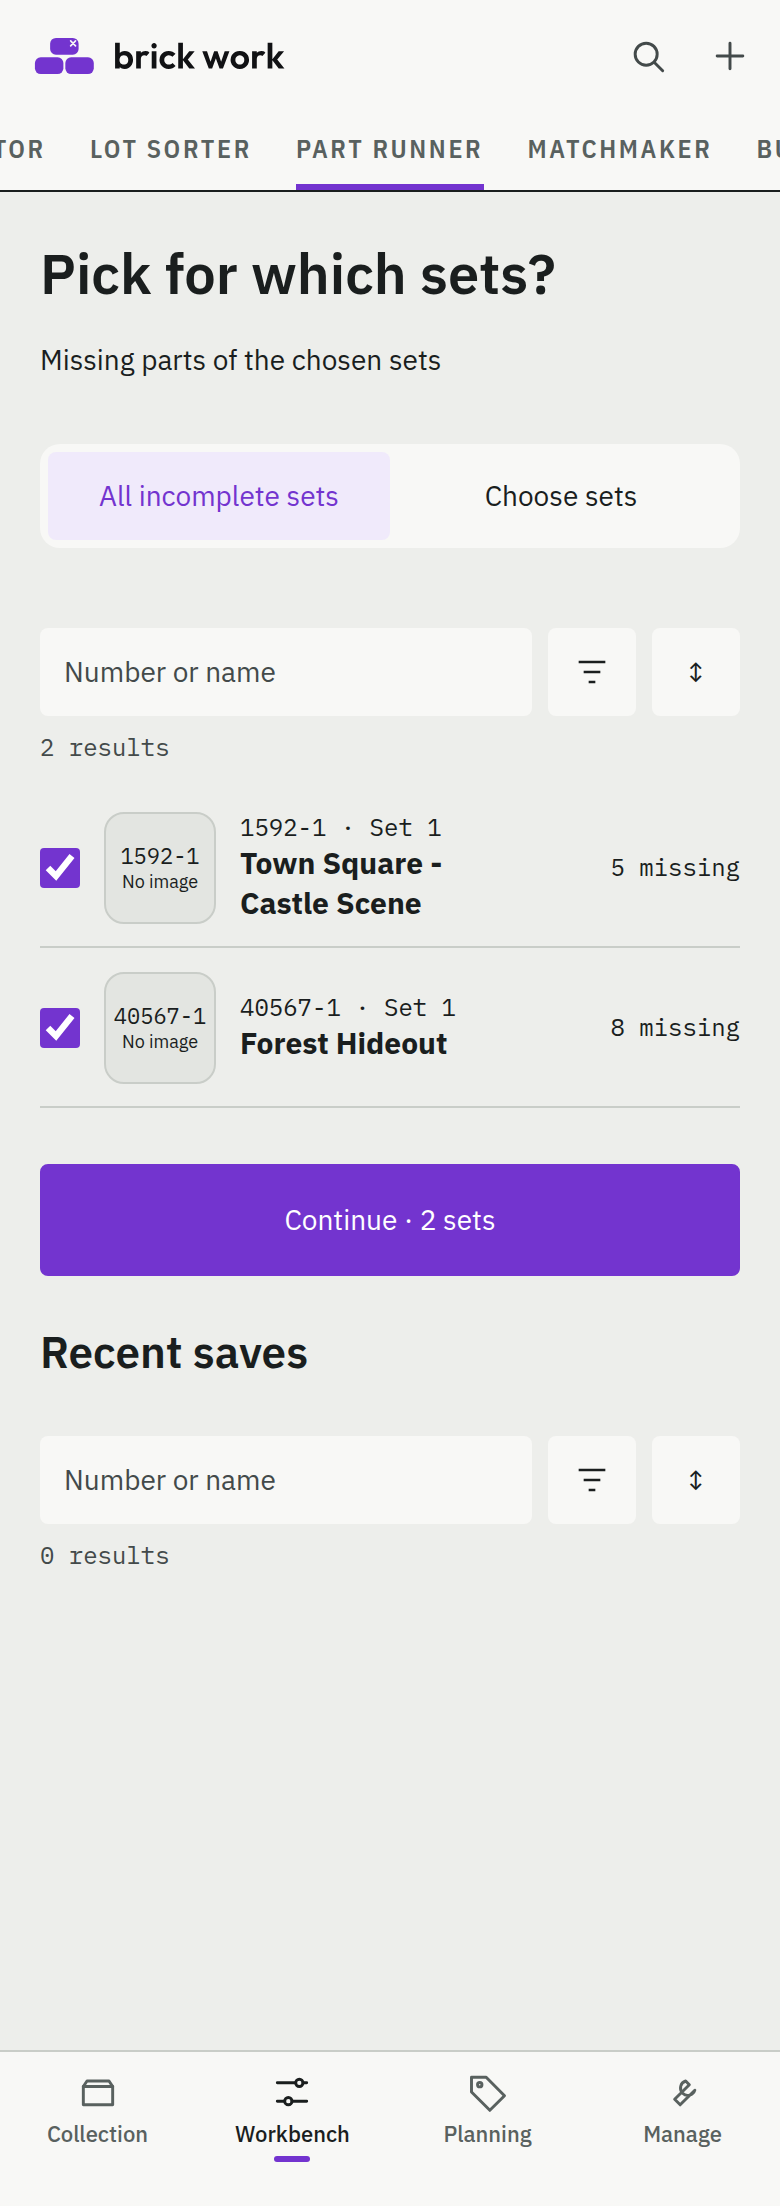 brick work
TOR LOT SORTER PART RUNNER MATCHMAKER BU
Pick for which sets?
Missing parts of the chosen sets
All incomplete sets Choose sets
Number or name
2 results
1592-1
No image
1592-1 · Set 1
Town Square -
Castle Scene
5 missing
40567-1
No image
40567-1 · Set 1
Forest Hideout
8 missing
Continue · 2 sets
Recent saves
Number or name
0 results
Collection Workbench Planning Manage